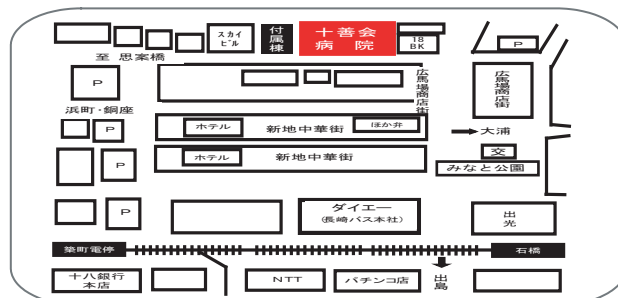 スカイ
ビル
付属棟
十善会
病院
18
BK
P
至 思案橋
P
広馬場商店街
広馬場商店街
浜町・銅座
P
ホテル
新地中華街
ほか弁
大浦
ホテル
新地中華街
P
交
みなと公園
P
ダイエー
(長崎バス本社)
出光
築町電停
石橋
十八銀行
本店
NTT
パチンコ店
出島